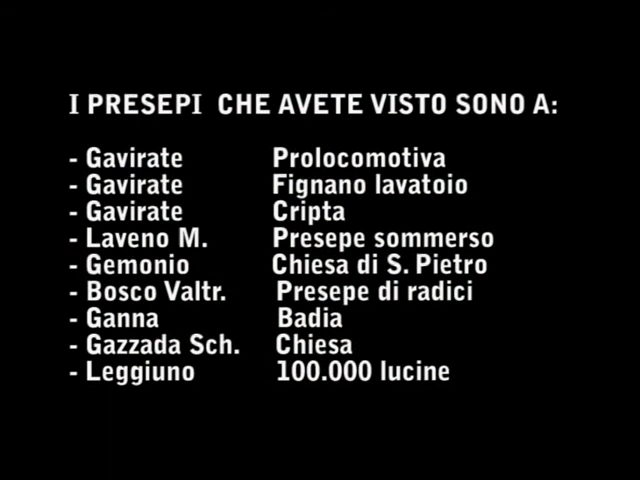 I PRESEPI CHE AVETE VISTO SONO A:
- Gavirate Prolocomotiva
- Gavirate Fignano lavatoio
- Gavirate Cripta
- Laveno M. Presepe sommerso
- Gemonio Chiesa di S. Pietro
- Bosco Valtr. Presepe di radici
- Ganna Badia
- Gazzada Sch. Chiesa
- Leggiuno 100.000 lucine